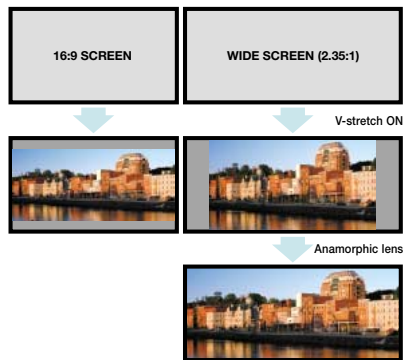 16:9 SCREEN
WIDE SCREEN (2.35:1)
V-stretch ON
Anamorphic lens